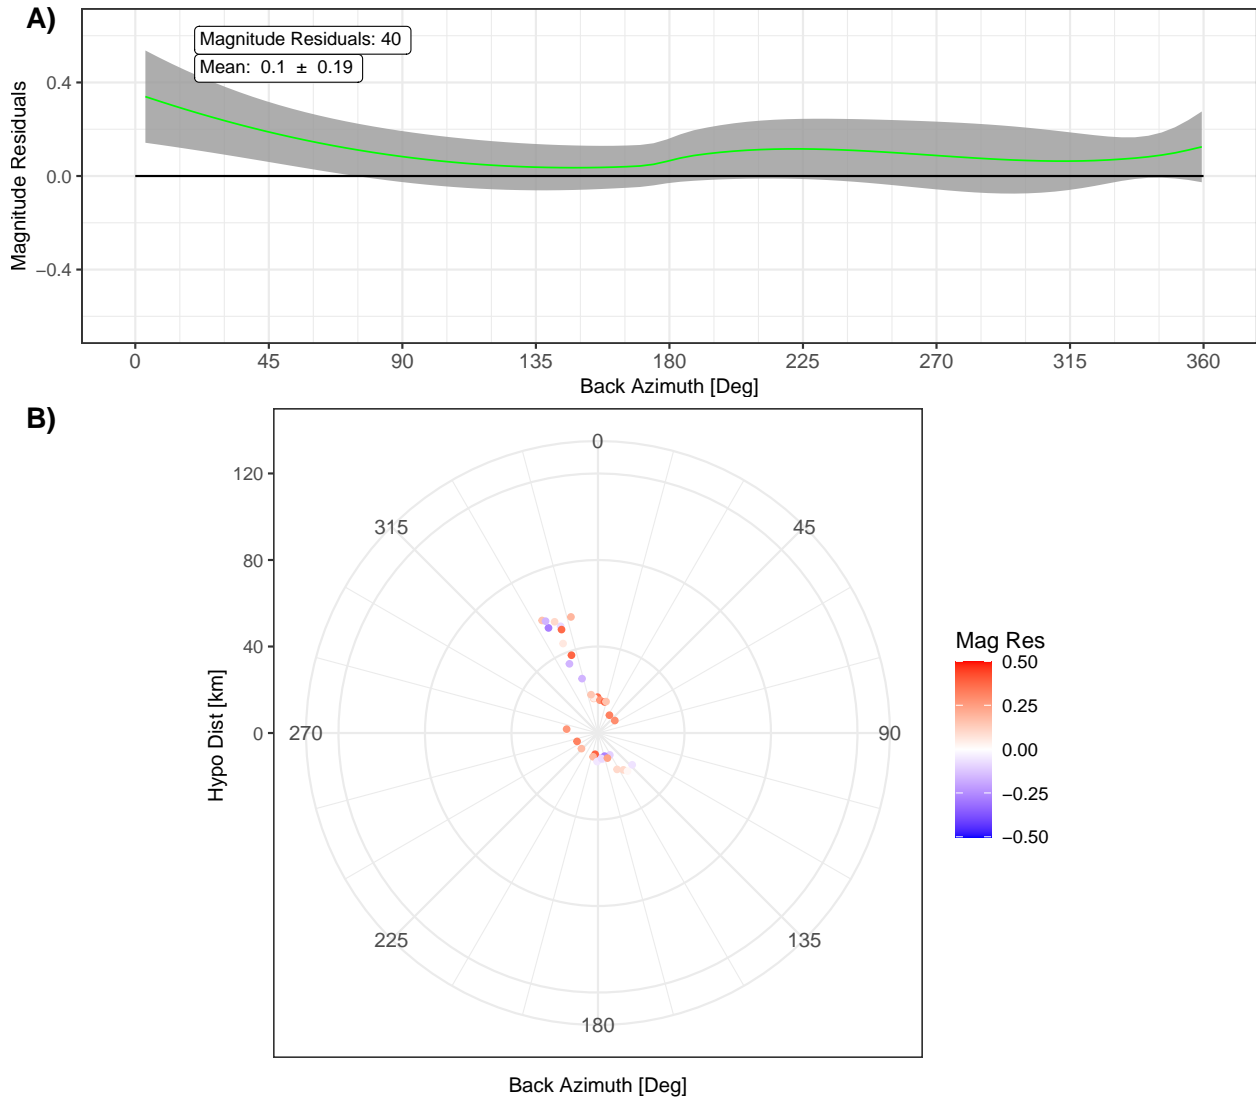 A)
Magnitude Residuals: 40
Mean:  0.1  ±  0.19
Magnitude Residuals
0.4
0.0
−0.4
0 45 90 135 180 225 270 315 360
Back Azimuth [Deg]
B)
Hypo Dist [km]
120
80
40
0
0
45
90
135
180
225
270
315
Back Azimuth [Deg]
Mag Res
0.50
0.25
0.00
−0.25
−0.50